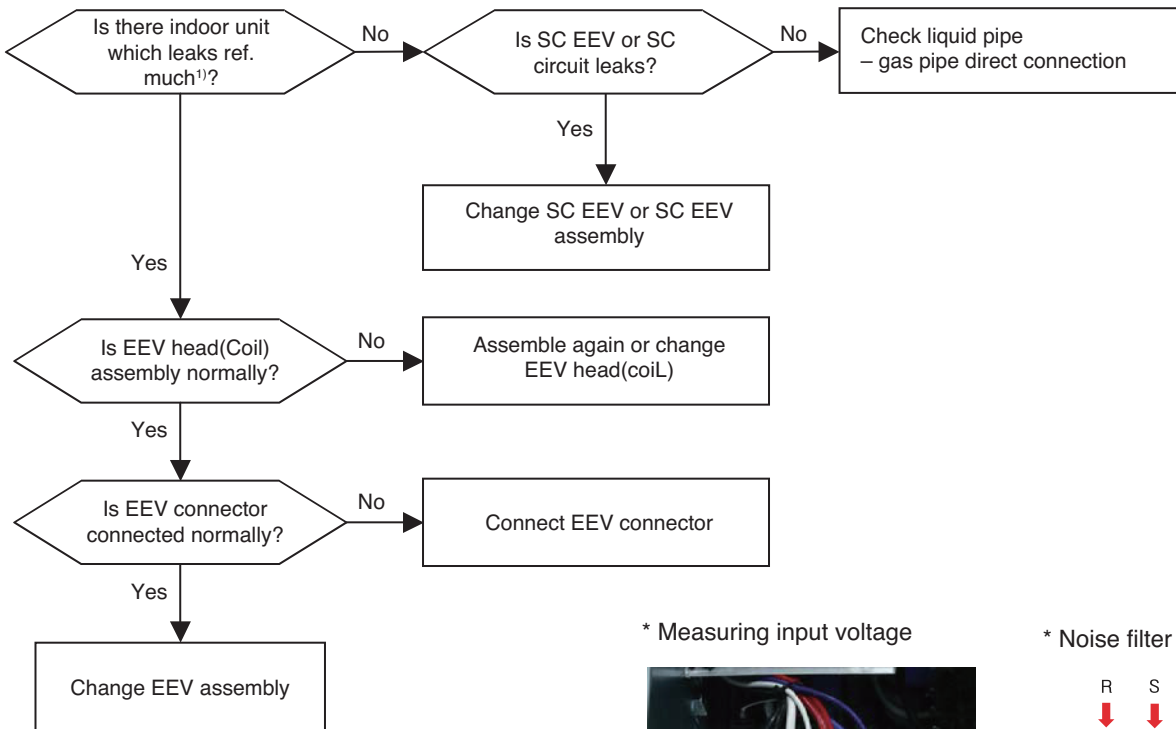 Is there indoor unit
which leaks ref.
much¹⁾?
No
Is SC EEV or SC
circuit leaks?
No
Check liquid pipe
– gas pipe direct connection
Yes
Change SC EEV or SC EEV
assembly
Yes
Is EEV head(Coil)
assembly normally?
No
Assemble again or change
EEV head(coiL)
Yes
Is EEV connector
connected normally?
No
Connect EEV connector
Yes
Change EEV assembly
* Measuring input voltage
* Noise filter
R S